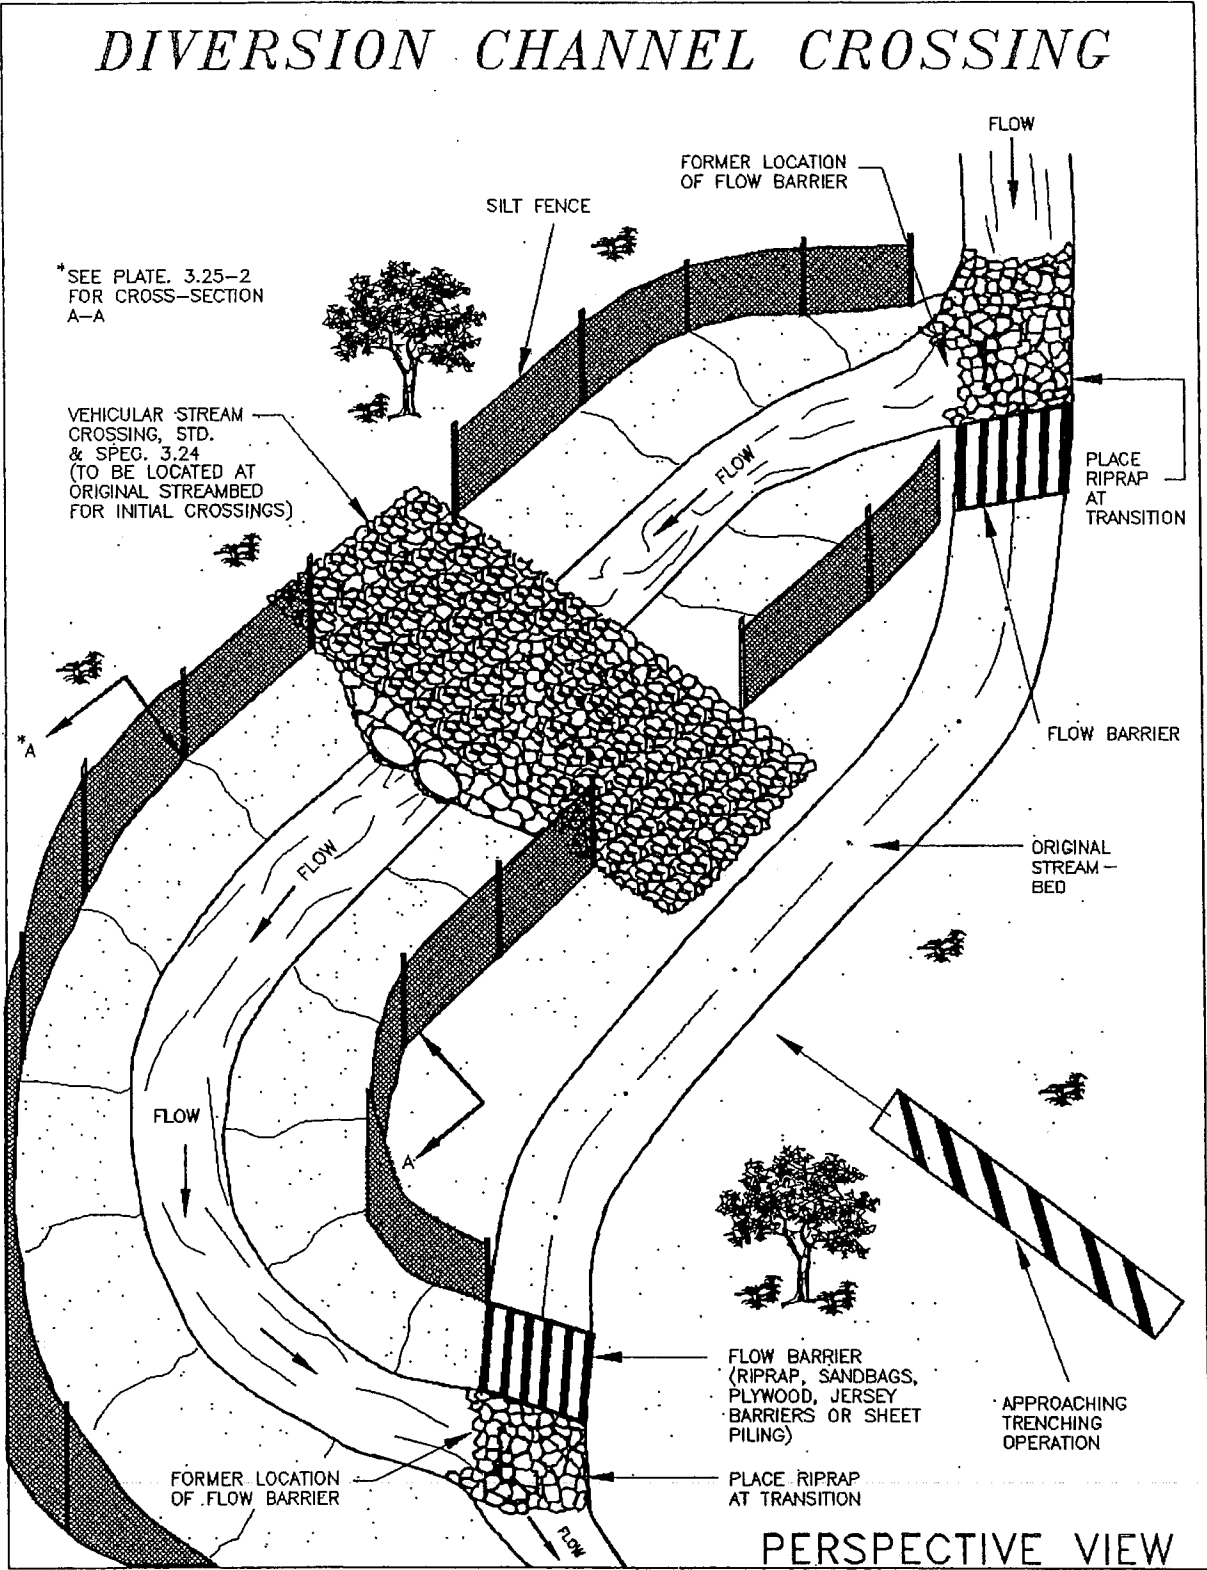 DIVERSION CHANNEL CROSSING
FLOW
FORMER LOCATION
OF FLOW BARRIER
SILT FENCE
*SEE PLATE. 3.25-2
FOR CROSS-SECTION
A-A
VEHICULAR STREAM
CROSSING, STD.
& SPEC. 3.24
(TO BE LOCATED AT
ORIGINAL STREAMBED
FOR INITIAL CROSSINGS)
FLOW
PLACE
RIPRAP
AT
TRANSITION
*A
FLOW BARRIER
FLOW
ORIGINAL
STREAM-
BED
FLOW
A
FLOW BARRIER
(RIPRAP, SANDBAGS,
PLYWOOD, JERSEY
BARRIERS OR SHEET
PILING)
APPROACHING
TRENCHING
OPERATION
FORMER LOCATION
OF FLOW BARRIER
PLACE RIPRAP
AT TRANSITION
FLOW
PERSPECTIVE VIEW